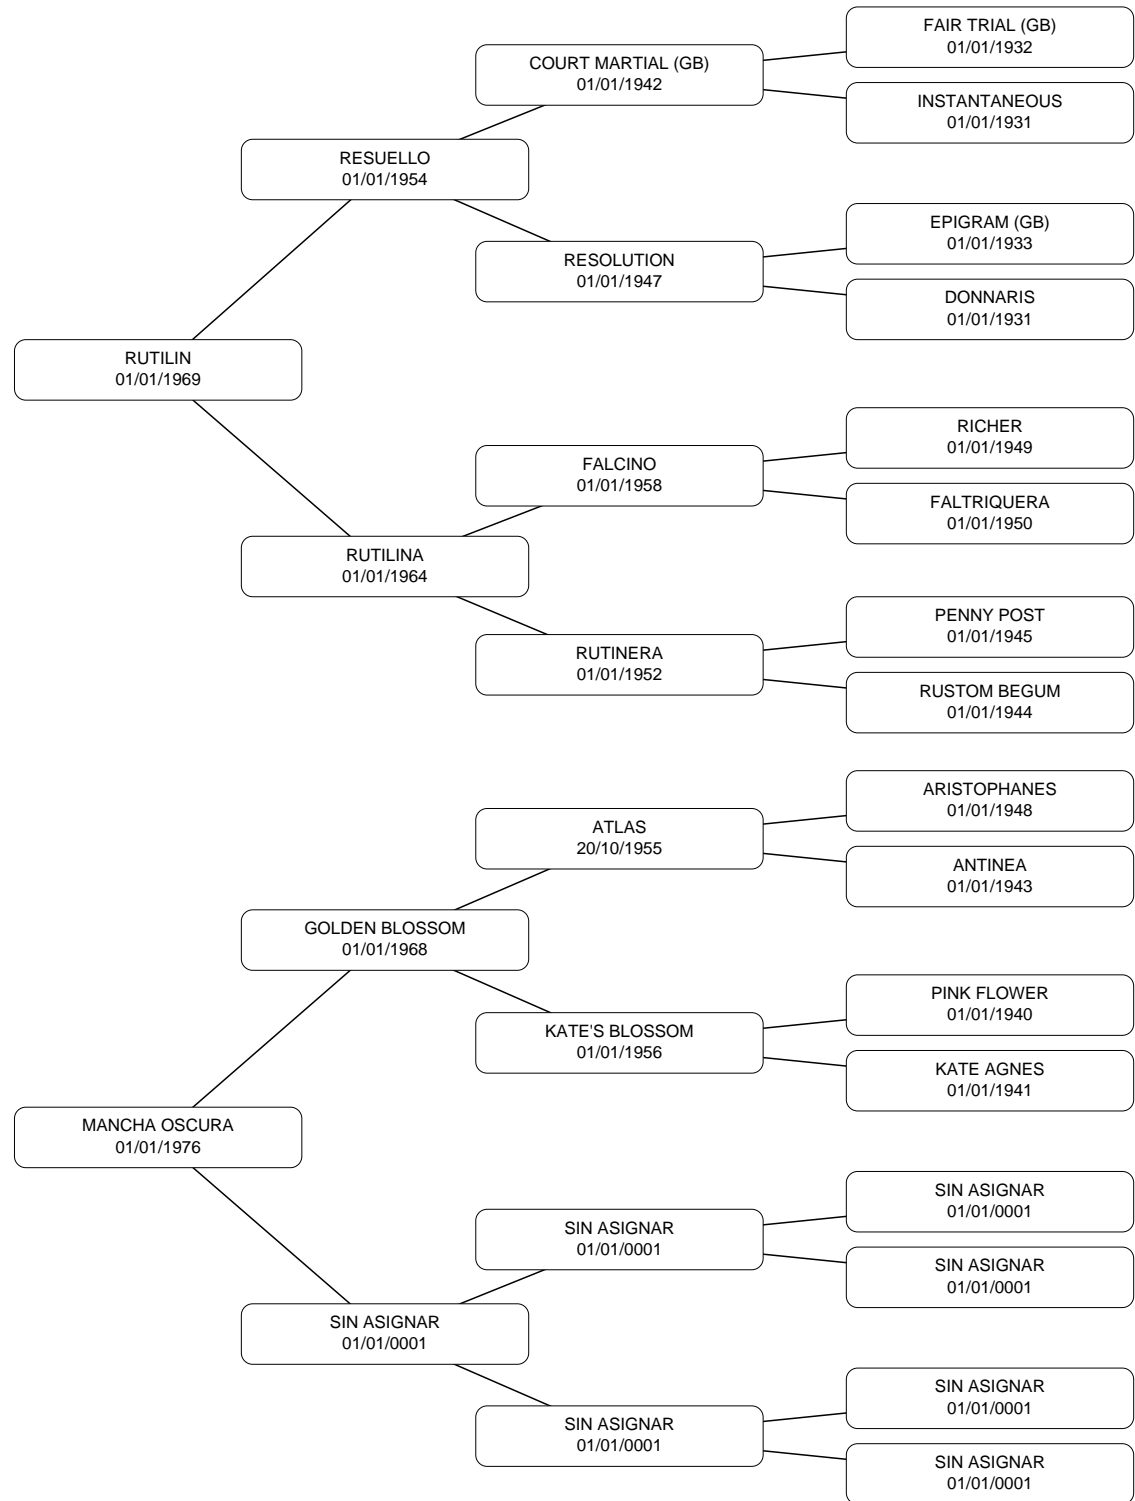 FAIR TRIAL (GB)
01/01/1932
COURT MARTIAL (GB)
01/01/1942
INSTANTANEOUS
01/01/1931
RESUELLO
01/01/1954
EPIGRAM (GB)
01/01/1933
RESOLUTION
01/01/1947
DONNARIS
01/01/1931
RUTILIN
01/01/1969
RICHER
01/01/1949
FALCINO
01/01/1958
FALTRIQUERA
01/01/1950
RUTILINA
01/01/1964
PENNY POST
01/01/1945
RUTINERA
01/01/1952
RUSTOM BEGUM
01/01/1944
ARISTOPHANES
01/01/1948
ATLAS
20/10/1955
ANTINEA
01/01/1943
GOLDEN BLOSSOM
01/01/1968
PINK FLOWER
01/01/1940
KATE'S BLOSSOM
01/01/1956
KATE AGNES
01/01/1941
MANCHA OSCURA
01/01/1976
SIN ASIGNAR
01/01/0001
SIN ASIGNAR
01/01/0001
SIN ASIGNAR
01/01/0001
SIN ASIGNAR
01/01/0001
SIN ASIGNAR
01/01/0001
SIN ASIGNAR
01/01/0001
SIN ASIGNAR
01/01/0001